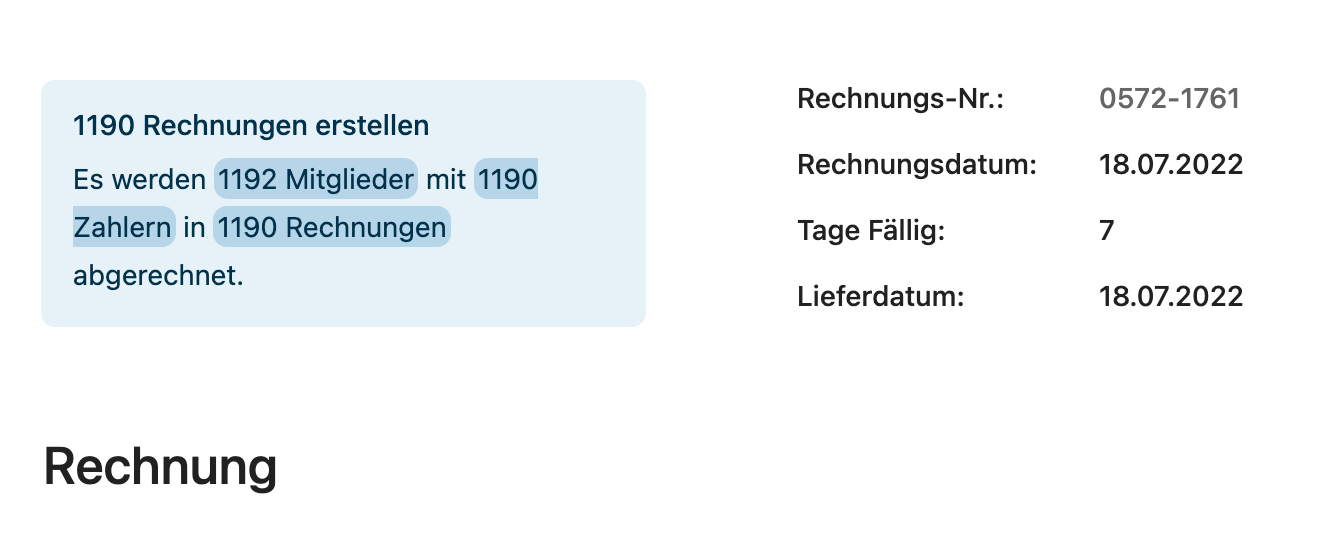 1190 Rechnungen erstellen
Es werden 1192 Mitglieder mit 1190
Zahlern in 1190 Rechnungen
abgerechnet.
Rechnungs-Nr.: 0572-1761
Rechnungsdatum: 18.07.2022
Tage Fällig: 7
Lieferdatum: 18.07.2022
Rechnung